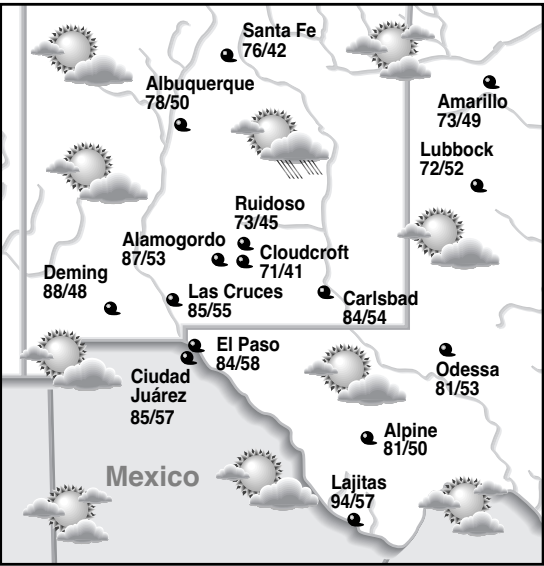 Santa Fe
76/42
Albuquerque
78/50
Amarillo
73/49
Lubbock
72/52
Ruidoso
73/45
Alamogordo
87/53
Cloudcroft
71/41
Deming
88/48
Las Cruces
85/55
Carlsbad
84/54
El Paso
84/58
Ciudad
Juárez
85/57
Odessa
81/53
Alpine
81/50
Mexico
Lajitas
94/57